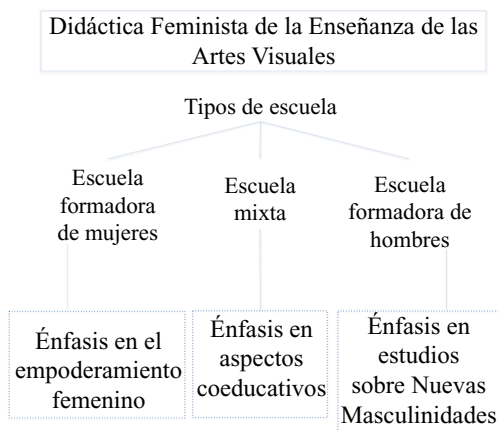 Didáctica Feminista de la Enseñanza de las
Artes Visuales
Tipos de escuela
Escuela
formadora
de mujeres
Escuela
mixta
Escuela
formadora de
hombres
Énfasis en el
empoderamiento
femenino
Énfasis en
aspectos
coeducativos
Énfasis en
estudios
sobre Nuevas
Masculinidades